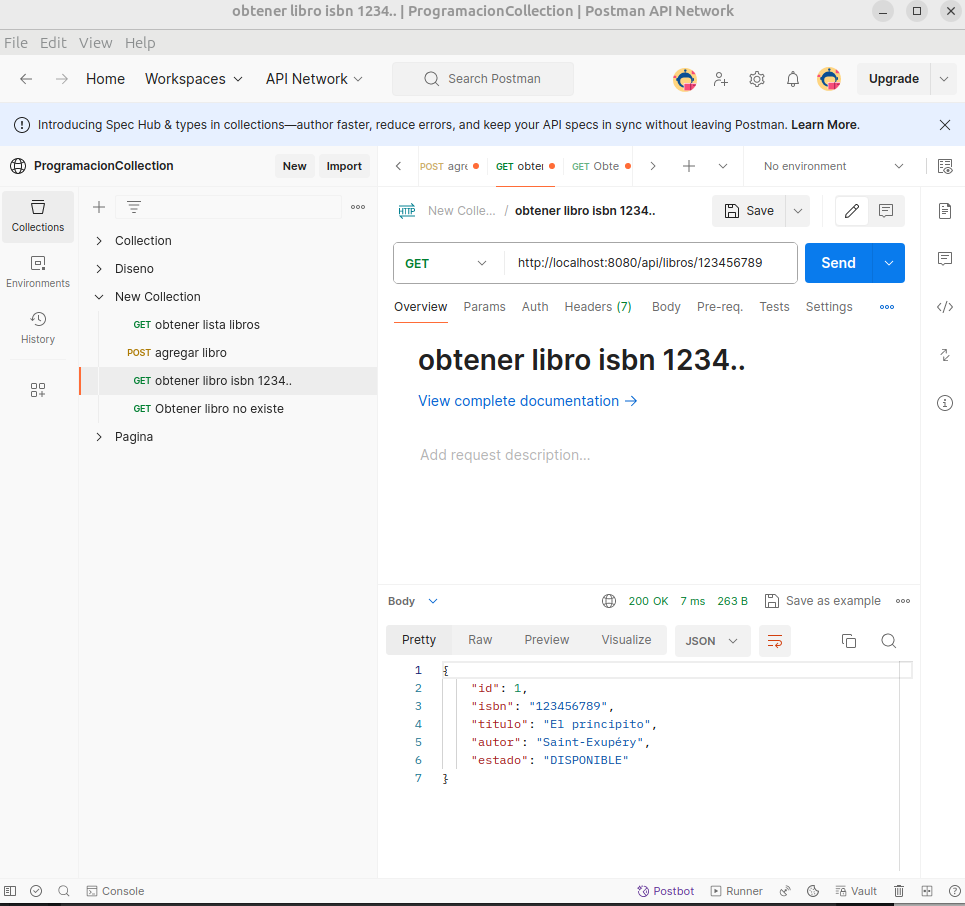 obtener libro isbn 1234.. | ProgramacionCollection | Postman API Network
File Edit View Help
Home Workspaces API Network Search Postman Upgrade
Introducing Spec Hub & types in collections—author faster, reduce errors, and keep your API specs in sync without leaving Postman. Learn More.
ProgramacionCollection New Import POST agre GET obter GET Obte No environment
Collections
Environments
History
Collection
Diseno
New Collection
GET obtener lista libros
POST agregar libro
GET obtener libro isbn 1234..
GET Obtener libro no existe
Pagina
HTTP New Colle... / obtener libro isbn 1234.. Save
GET http://localhost:8080/api/libros/123456789 Send
Overview Params Auth Headers (7) Body Pre-req. Tests Settings
obtener libro isbn 1234..
View complete documentation →
Add request description...
Body 200 OK 7 ms 263 B Save as example
Pretty Raw Preview Visualize JSON
1 {
2 "id": 1,
3 "isbn": "123456789",
4 "titulo": "El principito",
5 "autor": "Saint-Exupéry",
6 "estado": "DISPONIBLE"
7 }
Console Postbot Runner Vault